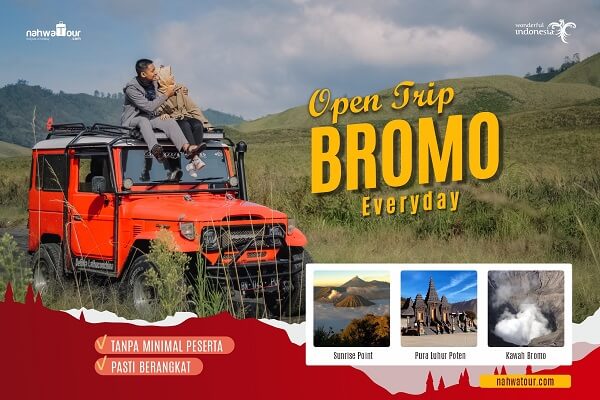 nahwaTour
.com
wonderful
indonesia
Open Trip
BROMO
Everyday
TANPA MINIMAL PESERTA
PASTI BERANGKAT
Sunrise Point
Pura Luhur Poten
Kawah Bromo
nahwatour.com